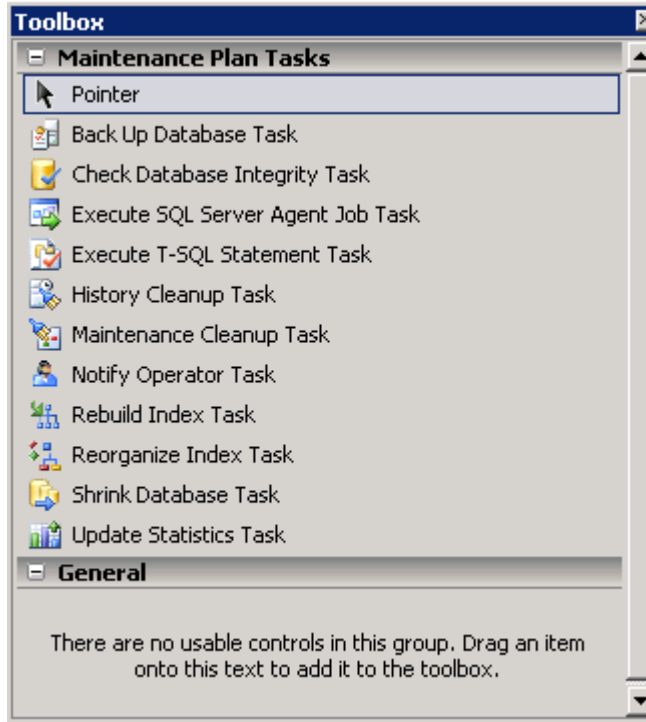 Toolbox
Maintenance Plan Tasks
Pointer
Back Up Database Task
Check Database Integrity Task
Execute SQL Server Agent Job Task
Execute T-SQL Statement Task
History Cleanup Task
Maintenance Cleanup Task
Notify Operator Task
Rebuild Index Task
Reorganize Index Task
Shrink Database Task
Update Statistics Task
General
There are no usable controls in this group. Drag an item
onto this text to add it to the toolbox.